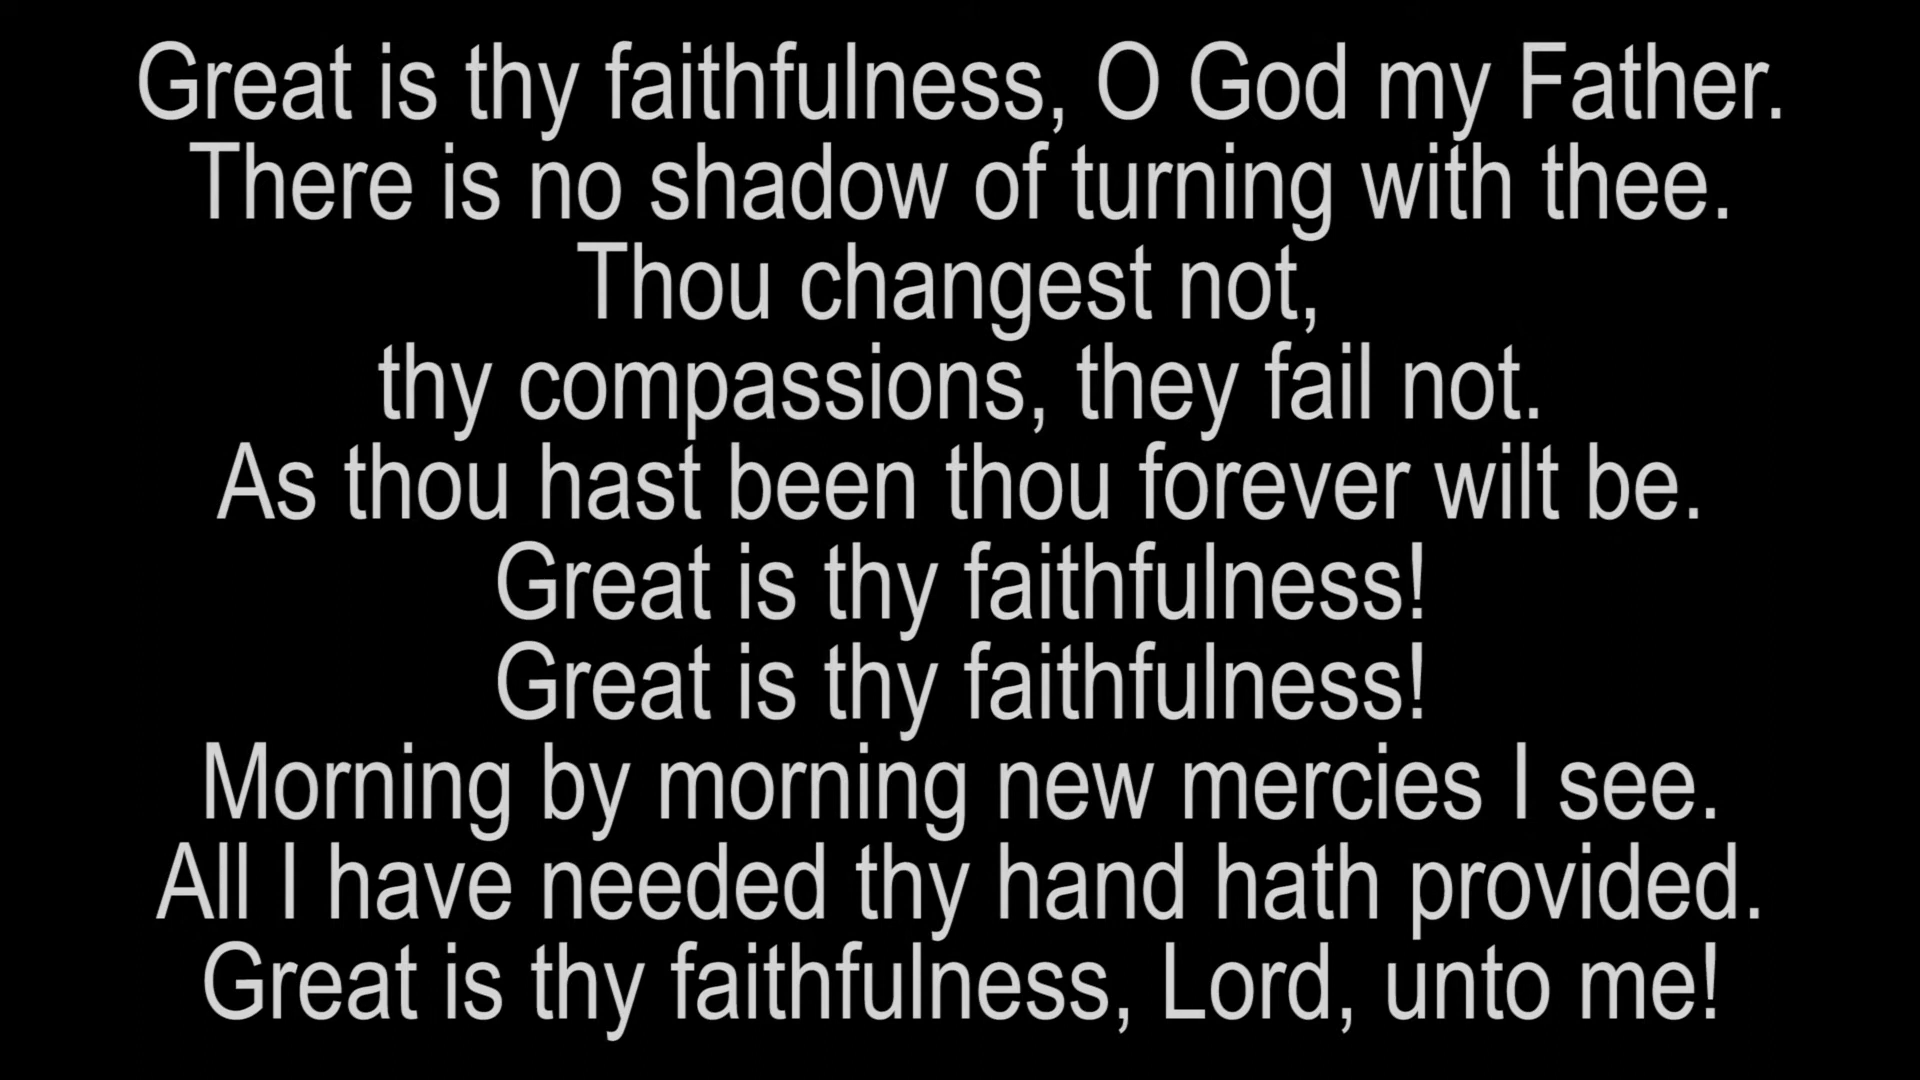 Great is thy faithfulness, O God my Father.
There is no shadow of turning with thee.
Thou changest not,
thy compassions, they fail not.
As thou hast been thou forever wilt be.
Great is thy faithfulness!
Great is thy faithfulness!
Morning by morning new mercies I see.
All I have needed thy hand hath provided.
Great is thy faithfulness, Lord, unto me!